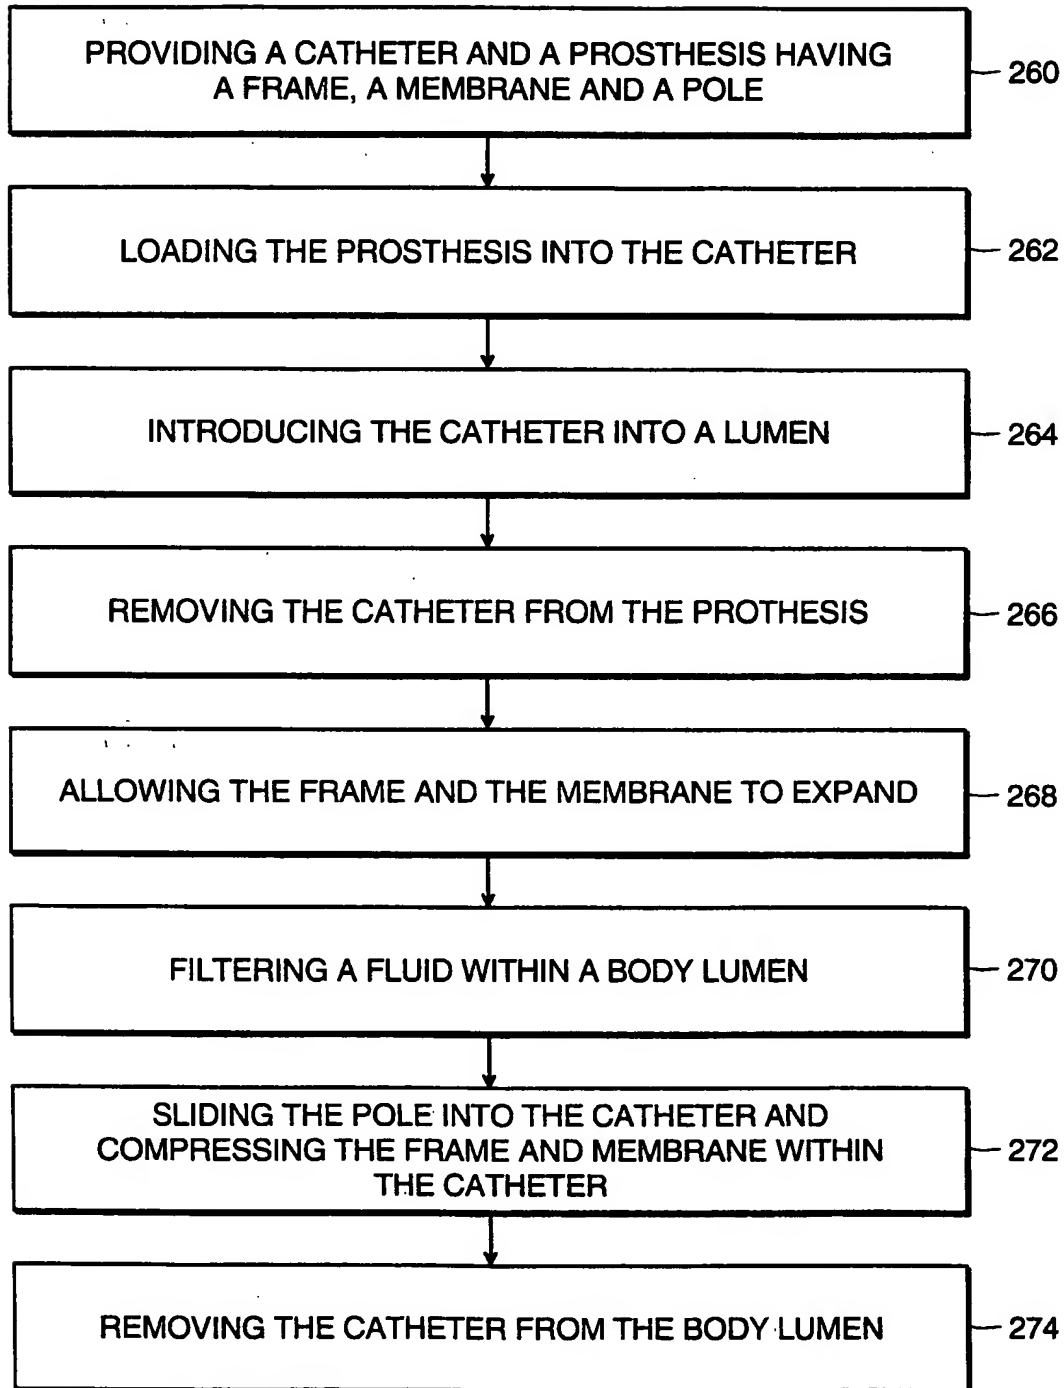 PROVIDING A CATHETER AND A PROSTHESIS HAVING
A FRAME, A MEMBRANE AND A POLE
260
LOADING THE PROSTHESIS INTO THE CATHETER
262
INTRODUCING THE CATHETER INTO A LUMEN
264
REMOVING THE CATHETER FROM THE PROTHESIS
266
ALLOWING THE FRAME AND THE MEMBRANE TO EXPAND
268
FILTERING A FLUID WITHIN A BODY LUMEN
270
SLIDING THE POLE INTO THE CATHETER AND
COMPRESSING THE FRAME AND MEMBRANE WITHIN
THE CATHETER
272
REMOVING THE CATHETER FROM THE BODY LUMEN
274